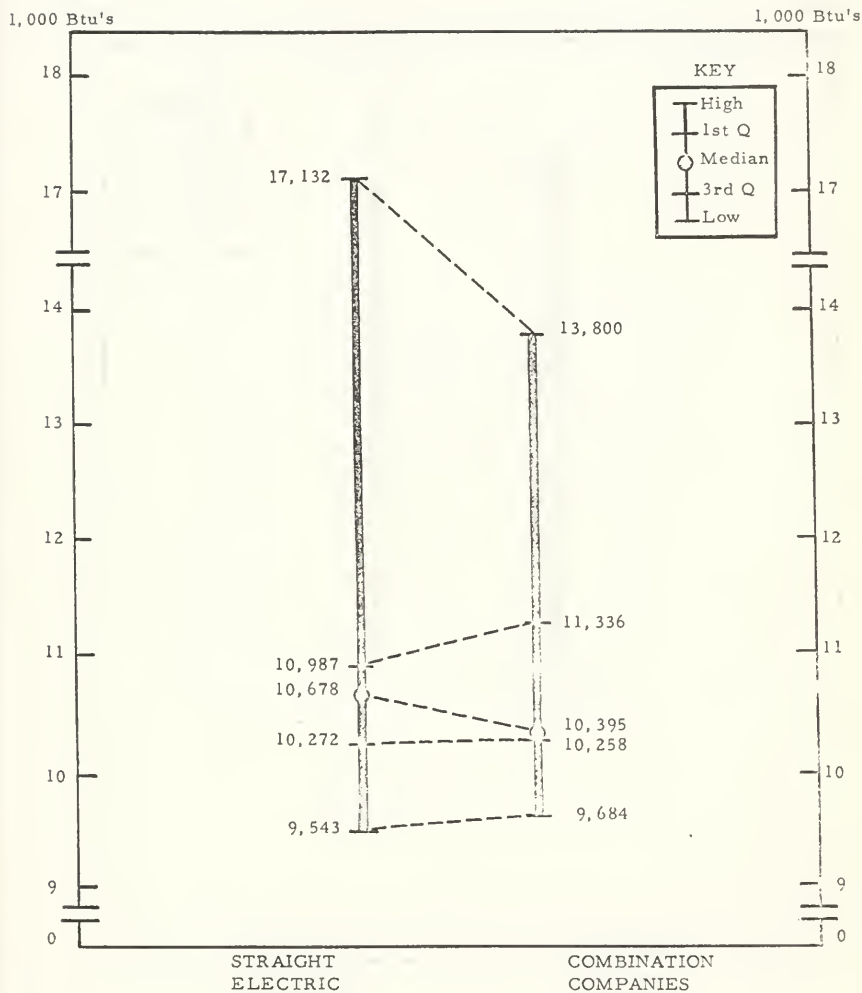 1,000 Btu's 1,000 Btu's
18 18
KEY
High
1st Q
Median
3rd Q
Low
17,132
17 17
14 14
13,800
13 13
12 12
11,336
11 11
10,987
10,678
10,395
10,272 10,258
10 10
9,543 9,684
9 9
0 0
STRAIGHT COMBINATION
ELECTRIC COMPANIES